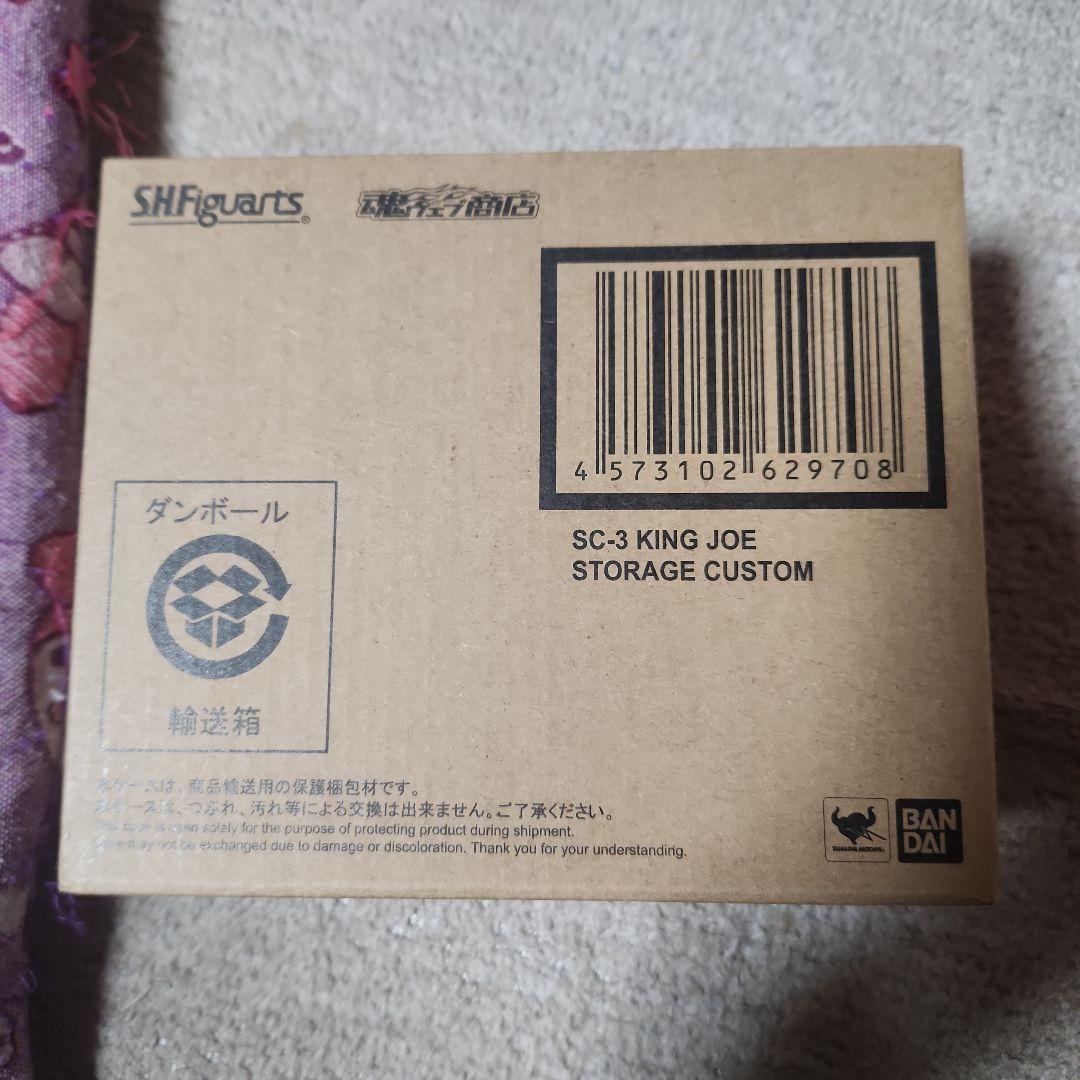 S.H.Figuarts®
魂ウェブ商店
4 573102 629708
SC-3 KING JOE
STORAGE CUSTOM
ダンボール
輸送箱
本ケースは、商品輸送用の保護梱包材です。
本ケースは、つぶれ、汚れ等による交換は出来ません。ご了承ください。
This case is used solely for the purpose of protecting product during shipment.
Case may not be exchanged due to damage or discoloration. Thank you for your understanding.
TAMASHII NATIONS
BAN
DAI